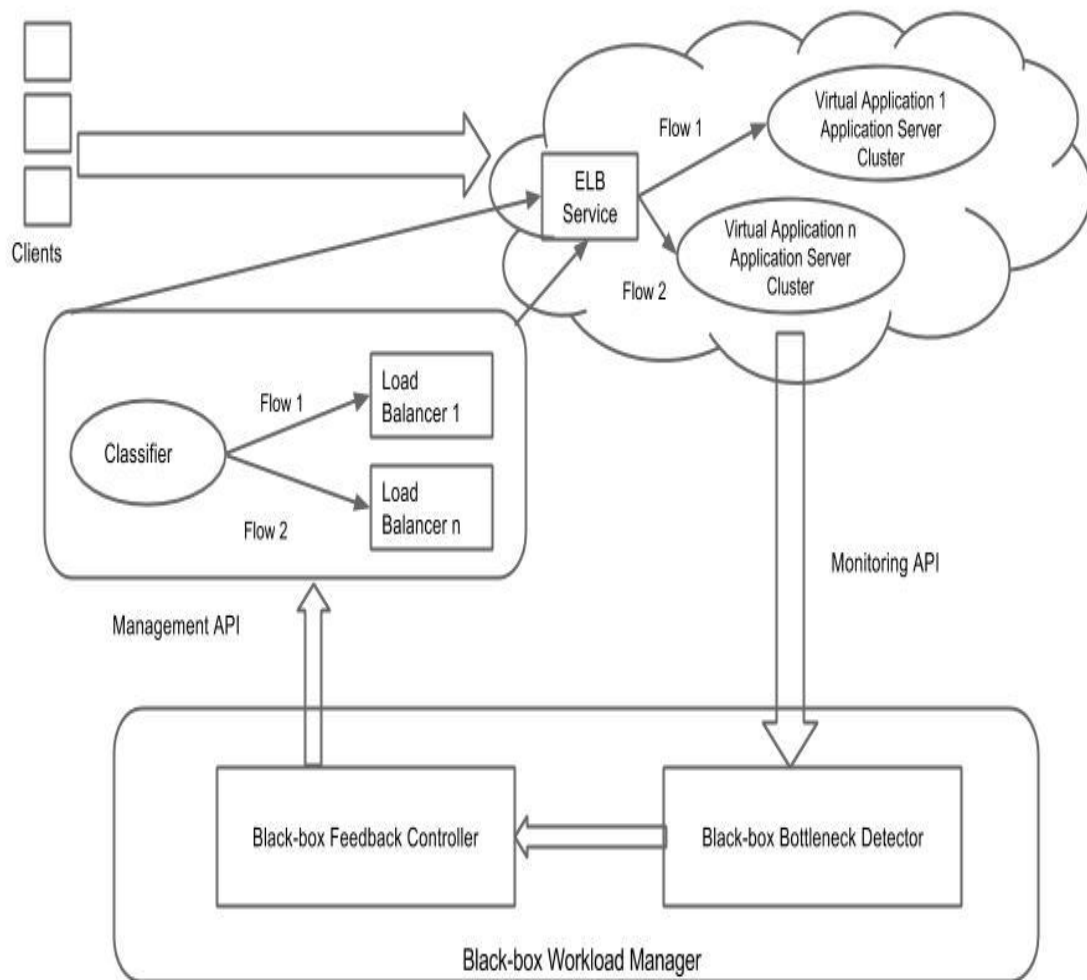 Clients
Flow 1
Virtual Application 1
Application Server
Cluster
ELB
Service
Virtual Application n
Application Server
Cluster
Flow 2
Classifier
Flow 1
Load
Balancer 1
Flow 2
Load
Balancer n
Management API
Monitoring API
Black-box Feedback Controller
Black-box Bottleneck Detector
Black-box Workload Manager